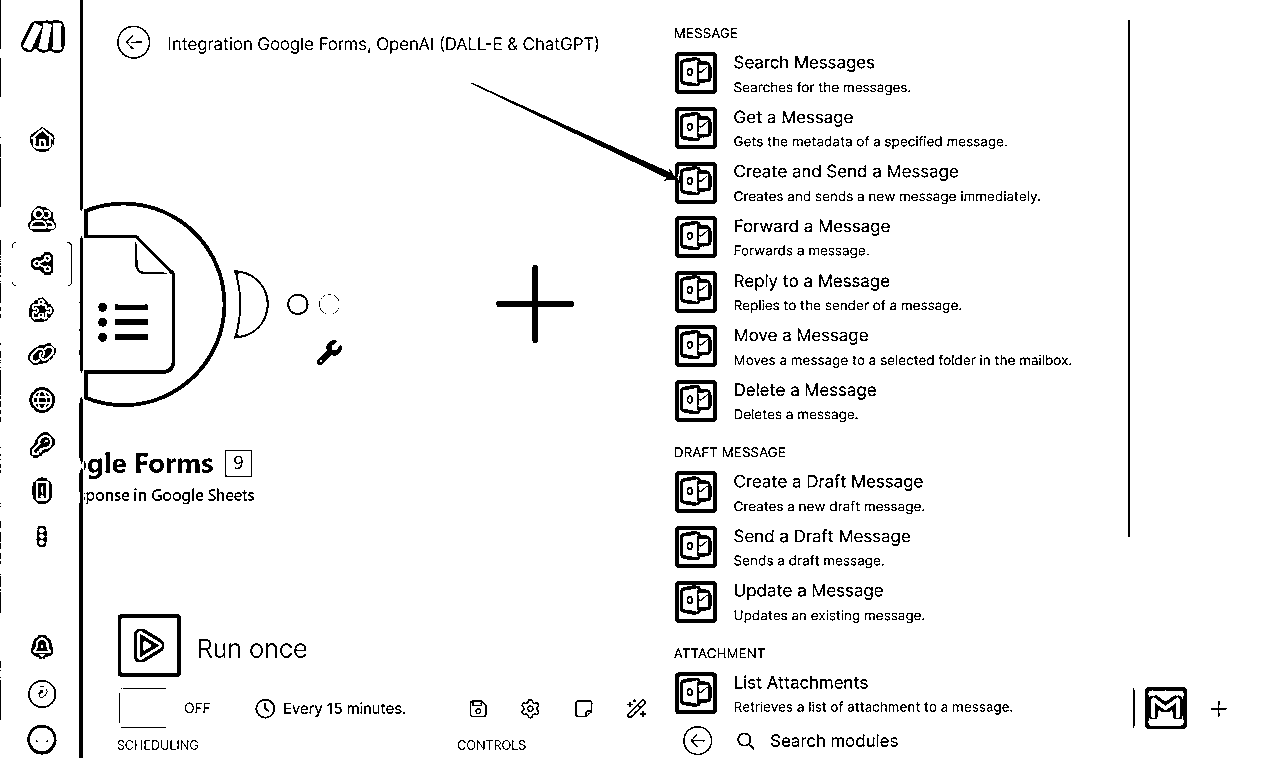 Integration Google Forms, OpenAI (DALL-E & ChatGPT)
MESSAGE
Search Messages
Searches for the messages.
Get a Message
Gets the metadata of a specified message.
Create and Send a Message
Creates and sends a new message immediately.
Forward a Message
Forwards a message.
Reply to a Message
Replies to the sender of a message.
Move a Message
Moves a message to a selected folder in the mailbox.
Delete a Message
Deletes a message.
DRAFT MESSAGE
Create a Draft Message
Creates a new draft message.
Send a Draft Message
Sends a draft message.
Update a Message
Updates an existing message.
ATTACHMENT
List Attachments
Retrieves a list of attachment to a message.
Search modules
ogle Forms 9
sponse in Google Sheets
Run once
OFF
Every 15 minutes.
SCHEDULING
CONTROLS